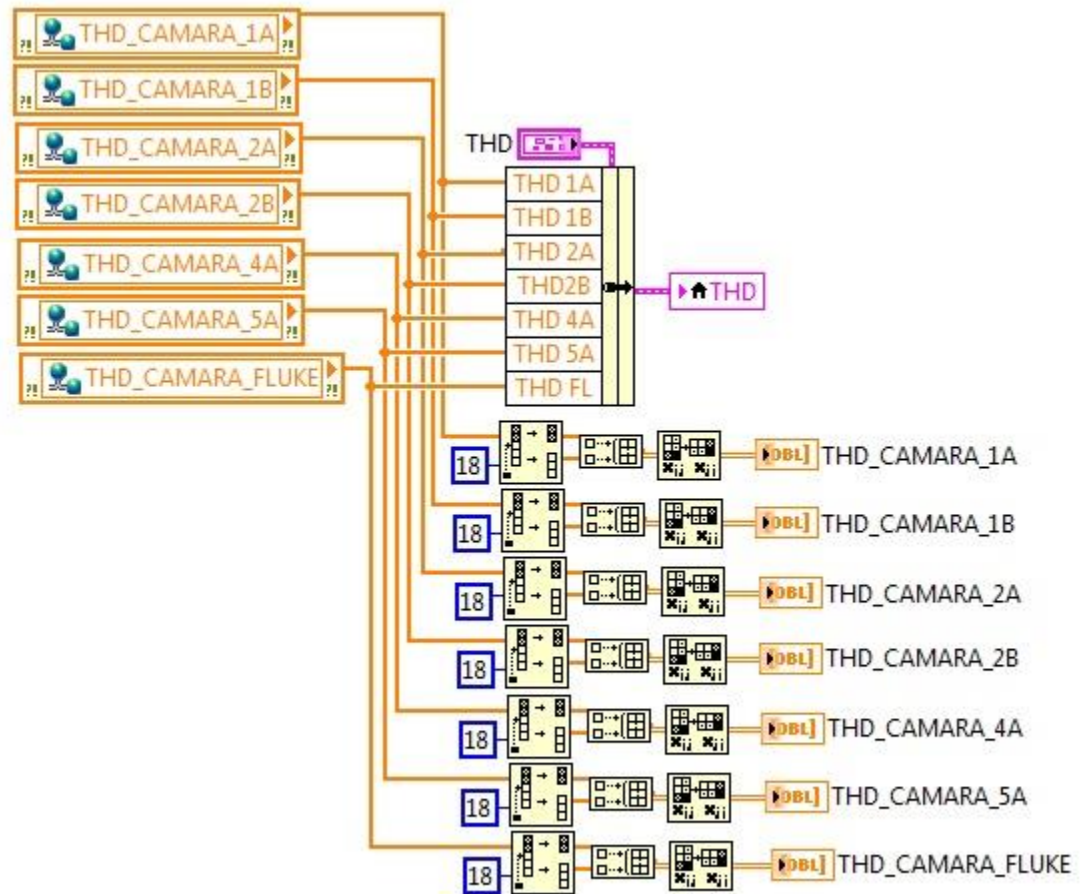 THD_CAMARA_1A
THD_CAMARA_1B
THD_CAMARA_2A
THD_CAMARA_2B
THD_CAMARA_4A
THD_CAMARA_5A
THD_CAMARA_FLUKE
THD
THD 1A
THD 1B
THD 2A
THD2B
THD 4A
THD 5A
THD FL
THD
18 DBL] THD_CAMARA_1A
18 DBL] THD_CAMARA_1B
18 DBL] THD_CAMARA_2A
18 DBL] THD_CAMARA_2B
18 DBL] THD_CAMARA_4A
18 DBL] THD_CAMARA_5A
18 DBL] THD_CAMARA_FLUKE